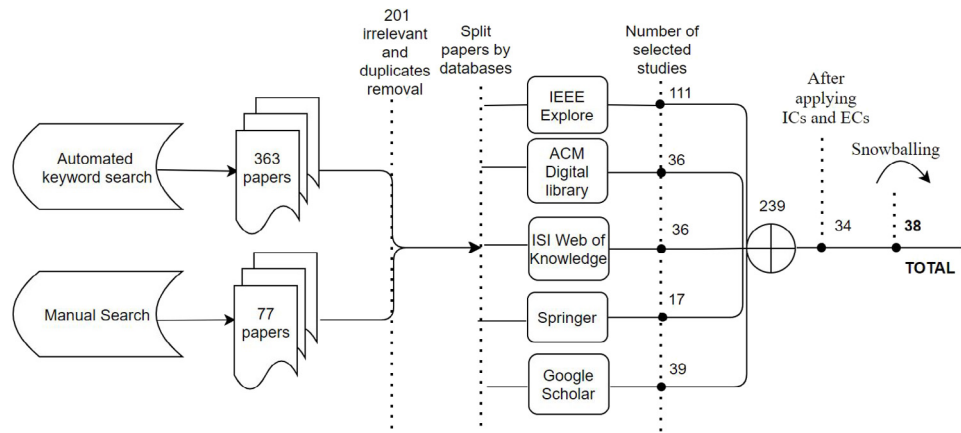 201
irrelevant
and
duplicates
removal
Split
papers by
databases
Number of
selected
studies
Automated
keyword search
363
papers
Manual Search
77
papers
IEEE
Explore
111
ACM
Digital
library
36
ISI Web of
Knowledge
36
Springer
17
Google
Scholar
39
239
After
applying
ICs and ECs
34
Snowballing
38
TOTAL